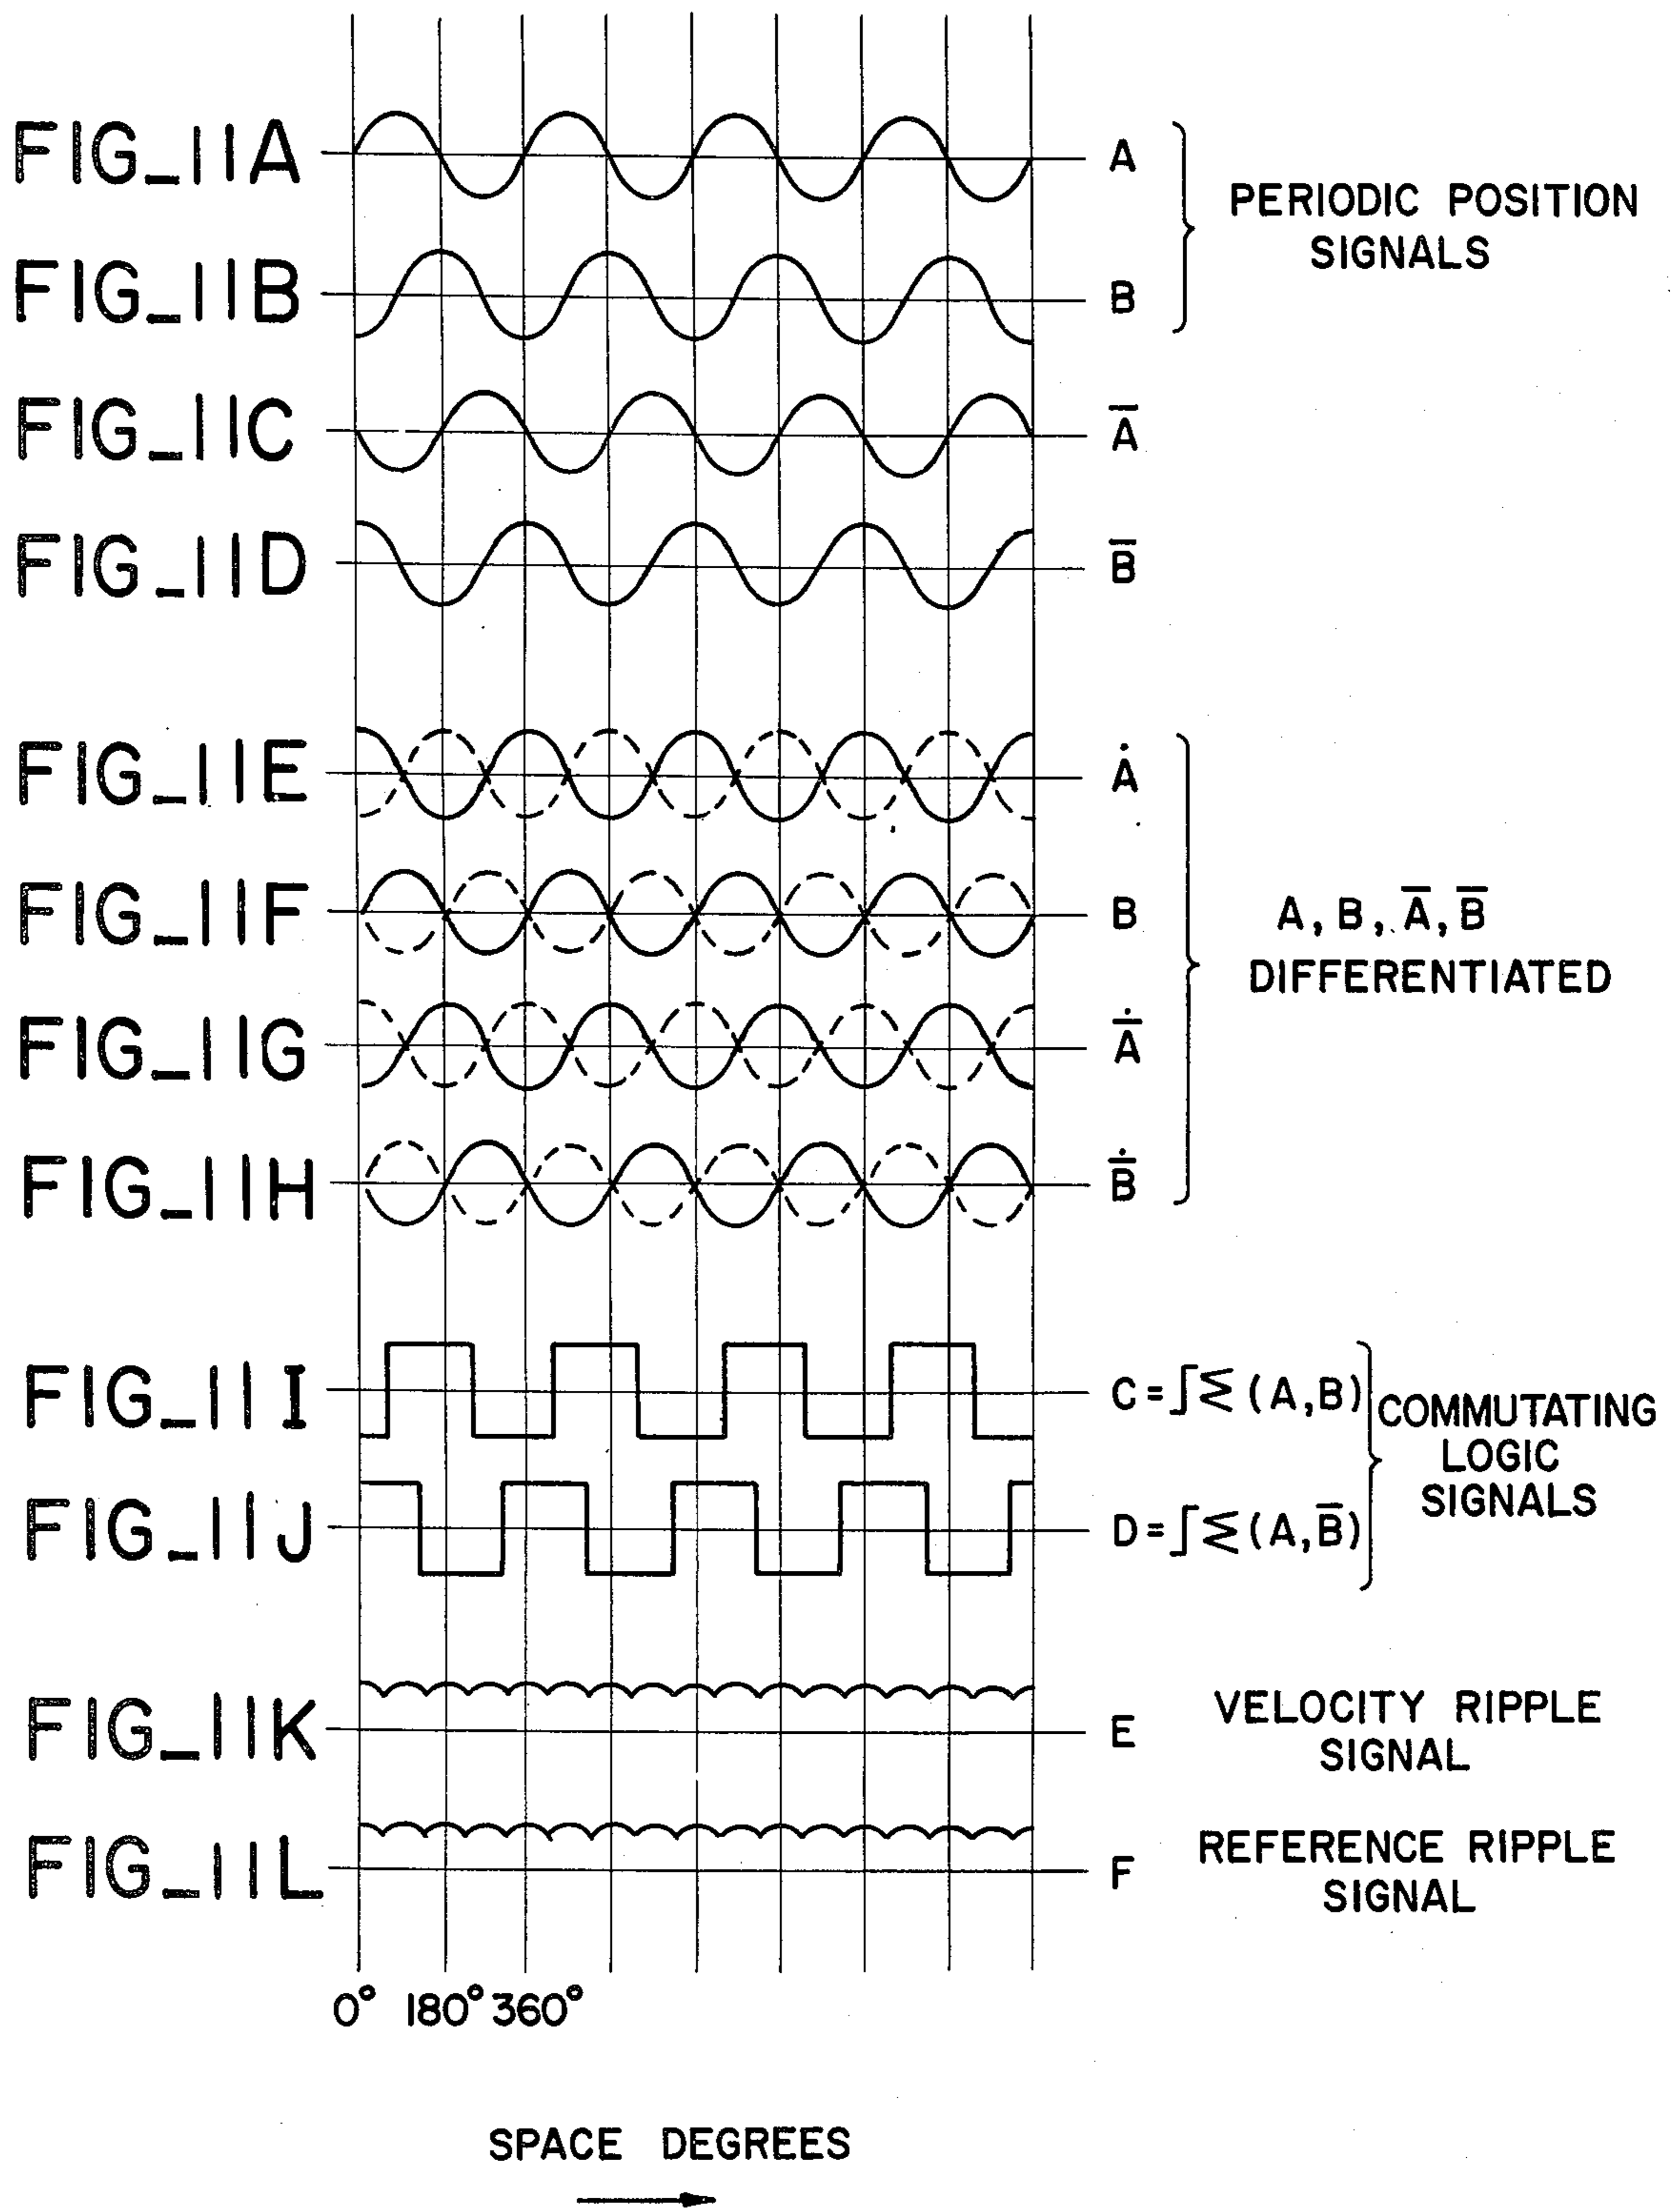 FIG_11A
A
PERIODIC POSITION
SIGNALS
FIG_11B
B
FIG_11C
A̅
FIG_11D
B̅
FIG_11E
Ȧ
FIG_11F
B
A, B, A̅, B̅
DIFFERENTIATED
FIG_11G
A̅̇
FIG_11H
B̅̇
FIG_11I
C=∫⋚(A,B)
COMMUTATING
LOGIC
SIGNALS
FIG_11J
D=∫⋚(A,B̅)
FIG_11K
E
VELOCITY RIPPLE
SIGNAL
FIG_11L
F
REFERENCE RIPPLE
SIGNAL
0° 180° 360°
SPACE DEGREES